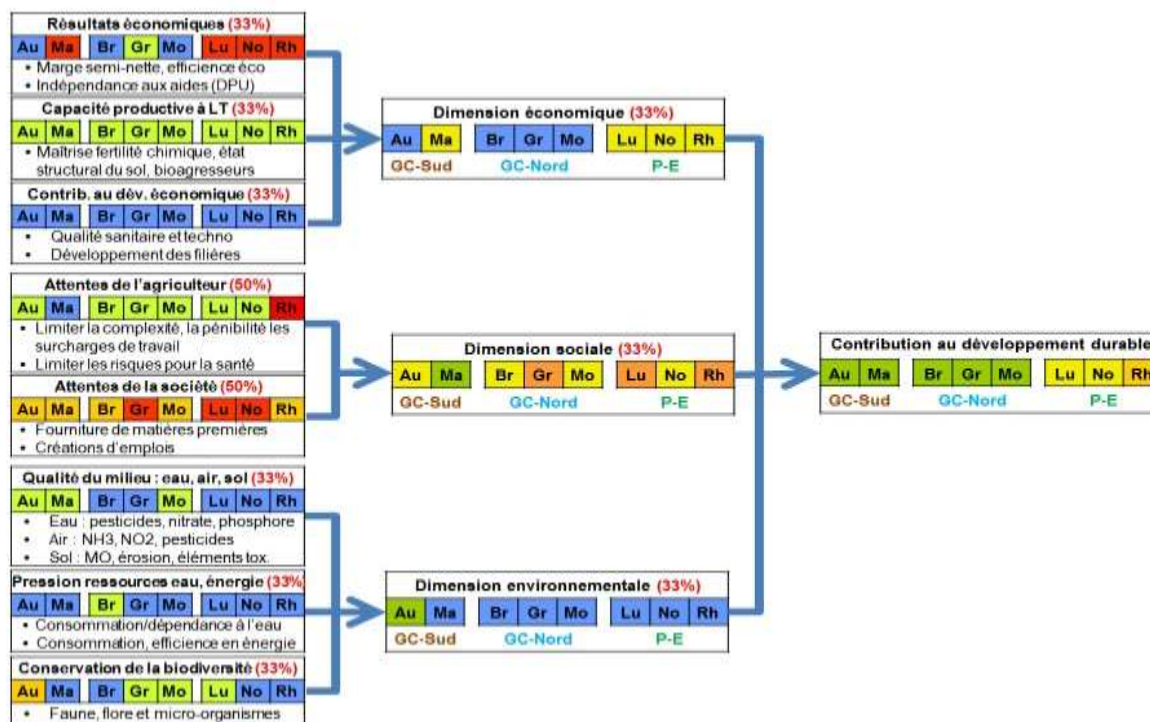 Résultats économiques (33%)
Au Ma Br Gr Mo Lu No Rh
• Marge semi-nette, efficience éco
• Indépendance aux aides (DPU)
Capacité productive à LT (33%)
Au Ma Br Gr Mo Lu No Rh
• Maîtrise fertilité chimique, état
structural du sol, bioagresseurs
Contrib. au dév. économique (33%)
Au Ma Br Gr Mo Lu No Rh
• Qualité sanitaire et techno
• Développement des filières
Attentes de l'agriculteur (50%)
Au Ma Br Gr Mo Lu No Rh
• Limiter la complexité, la pénibilité les
surcharges de travail
• Limiter les risques pour la santé
Attentes de la société (50%)
Au Ma Br Gr Mo Lu No Rh
• Fourniture de matières premières
• Créations d'emplois
Qualité du milieu : eau, air, sol (33%)
Au Ma Br Gr Mo Lu No Rh
• Eau : pesticides, nitrate, phosphore
• Air : NH3, NO2, pesticides
• Sol : MO, érosion, éléments tox.
Pression ressources eau, énergie (33%)
Au Ma Br Gr Mo Lu No Rh
• Consommation/dépendance à l'eau
• Consommation, efficience en énergie
Conservation de la biodiversité (33%)
Au Ma Br Gr Mo Lu No Rh
• Faune, flore et micro-organismes
Dimension économique (33%)
Au Ma Br Gr Mo Lu No Rh
GC-Sud GC-Nord P-E
Dimension sociale (33%)
Au Ma Br Gr Mo Lu No Rh
GC-Sud GC-Nord P-E
Dimension environnementale (33%)
Au Ma Br Gr Mo Lu No Rh
GC-Sud GC-Nord P-E
Contribution au développement durable
Au Ma Br Gr Mo Lu No Rh
GC-Sud GC-Nord P-E